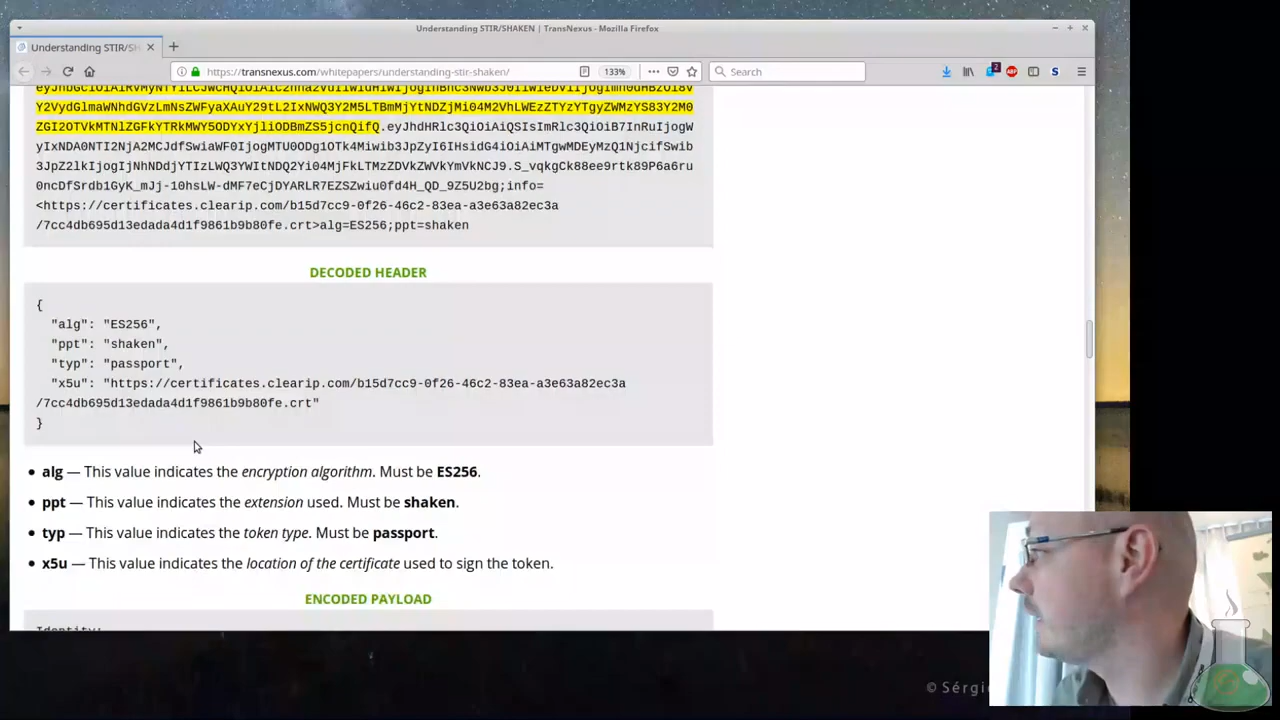 Understanding STIR/SHAKEN | TransNexus - Mozilla Firefox
Understanding STIR/SH
https://transnexus.com/whitepapers/understanding-stir-shaken/
133%
Search
2
ABP
S
Y2VydGlmaWNhdGVzLmNsZWFyaXAuY29tL2IxNWQ3Y2M5LTBmMjYtNDZjMi04M2VhLWEzZTYzYTgyZWMzYS83Y2M0
ZGI2OTVkMTNlZGFkYTRkMWY5ODYxYjliODBmZS5jcnQifQ.eyJhdHRlc3QiOiAiQSIsImRlc3QiOiB7InRuIjogW
yIxNDA0NTI2NjA2MCJdfSwiaWF0IjogMTU0ODg1OTk4Miwib3JpZyI6IHsidG4iOiAiMTgwMDEyMzQ1NjcifSwib
3JpZ2lkIjogIjNhNDdjYTIzLWQ3YWItNDQ2Yi04MjFkLTMzZDVkZWVkYmVkNCJ9.S_vqkgCk88ee9rtk89P6a6ru
0ncDfSrdb1GyK_mJj-10hsLW-dMF7eCjDYARLR7EZSZwiu0fd4H_QD_9Z5U2bg;info=
<https://certificates.clearip.com/b15d7cc9-0f26-46c2-83ea-a3e63a82ec3a
/7cc4db695d13edada4d1f9861b9b80fe.crt>alg=ES256;ppt=shaken
DECODED HEADER
{
"alg": "ES256",
"ppt": "shaken",
"typ": "passport",
"x5u": "https://certificates.clearip.com/b15d7cc9-0f26-46c2-83ea-a3e63a82ec3a
/7cc4db695d13edada4d1f9861b9b80fe.crt"
}
• alg — This value indicates the encryption algorithm. Must be ES256.
• ppt — This value indicates the extension used. Must be shaken.
• typ — This value indicates the token type. Must be passport.
• x5u — This value indicates the location of the certificate used to sign the token.
ENCODED PAYLOAD
Identity:
© Sérgi